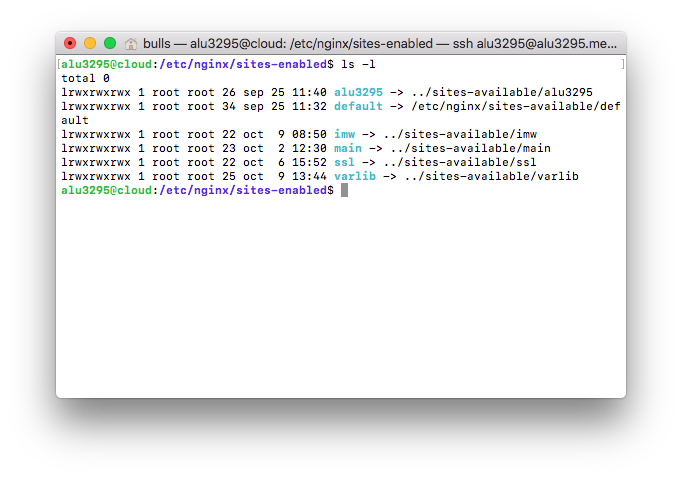 bulls — alu3295@cloud: /etc/nginx/sites-enabled — ssh alu3295@alu3295.me...
[alu3295@cloud:/etc/nginx/sites-enabled$ ls -l ]
total 0
lrwxrwxrwx 1 root root 26 sep 25 11:40 alu3295 -> ../sites-available/alu3295
lrwxrwxrwx 1 root root 34 sep 25 11:32 default -> /etc/nginx/sites-available/def
ault
lrwxrwxrwx 1 root root 22 oct  9 08:50 imw -> ../sites-available/imw
lrwxrwxrwx 1 root root 23 oct  2 12:30 main -> ../sites-available/main
lrwxrwxrwx 1 root root 22 oct  6 15:52 ssl -> ../sites-available/ssl
lrwxrwxrwx 1 root root 25 oct  9 13:44 varlib -> ../sites-available/varlib
alu3295@cloud:/etc/nginx/sites-enabled$